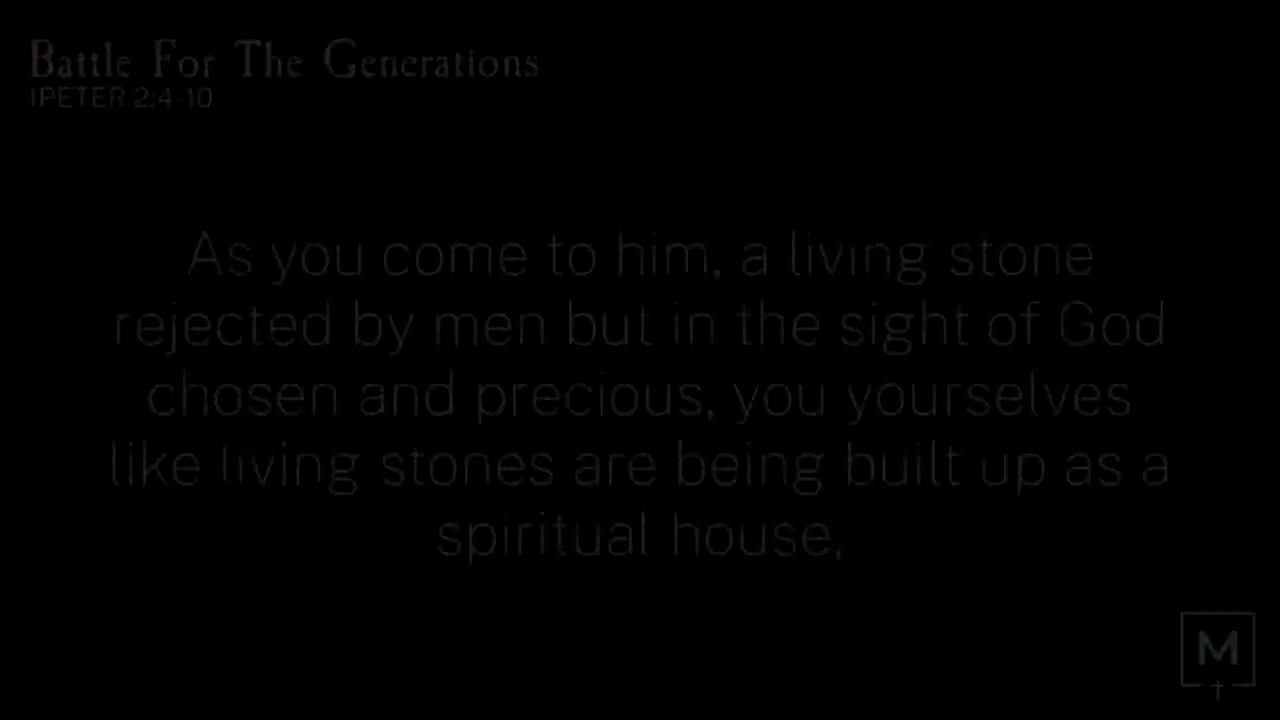 Battle For The Generations
1PETER 2:4-10
As you come to him, a living stone
rejected by men but in the sight of God
chosen and precious, you yourselves
like living stones are being built up as a
spiritual house,
M